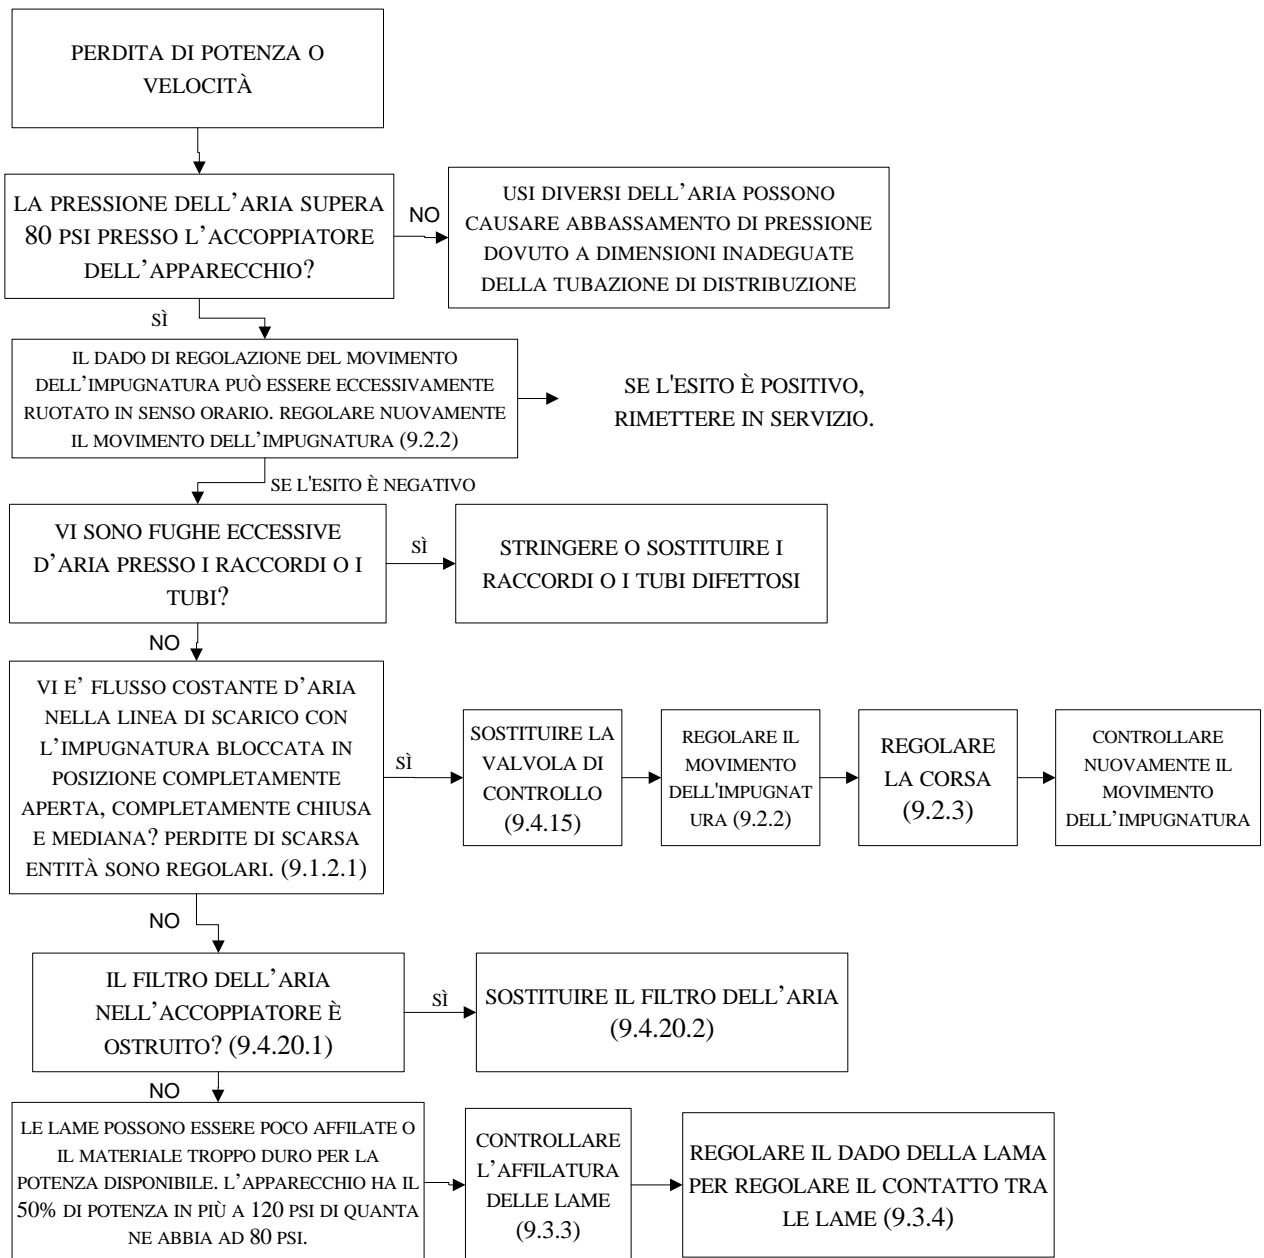 PERDITA DI POTENZA O
VELOCITÀ
LA PRESSIONE DELL’ARIA SUPERA
80 PSI PRESSO L’ACCOPPIATORE
DELL’APPARECCHIO?
NO
USI DIVERSI DELL’ARIA POSSONO
CAUSARE ABBASSAMENTO DI PRESSIONE
DOVUTO A DIMENSIONI INADEGUATE
DELLA TUBAZIONE DI DISTRIBUZIONE
SÌ
IL DADO DI REGOLAZIONE DEL MOVIMENTO
DELL’IMPUGNATURA PUÒ ESSERE ECCESSIVAMENTE
RUOTATO IN SENSO ORARIO. REGOLARE NUOVAMENTE
IL MOVIMENTO DELL’IMPUGNATURA (9.2.2)
SE L'ESITO È POSITIVO,
RIMETTERE IN SERVIZIO.
SE L'ESITO È NEGATIVO
VI SONO FUGHE ECCESSIVE
D’ARIA PRESSO I RACCORDI O I
TUBI?
SÌ
STRINGERE O SOSTITUIRE I
RACCORDI O I TUBI DIFETTOSI
NO
VI E’ FLUSSO COSTANTE D’ARIA
NELLA LINEA DI SCARICO CON
L’IMPUGNATURA BLOCCATA IN
POSIZIONE COMPLETAMENTE
APERTA, COMPLETAMENTE CHIUSA
E MEDIANA? PERDITE DI SCARSA
ENTITÀ SONO REGOLARI. (9.1.2.1)
SÌ
SOSTITUIRE LA
VALVOLA DI
CONTROLLO
(9.4.15)
REGOLARE IL
MOVIMENTO
DELL'IMPUGNAT
URA (9.2.2)
REGOLARE
LA CORSA
(9.2.3)
CONTROLLARE
NUOVAMENTE IL
MOVIMENTO
DELL’IMPUGNATURA
NO
IL FILTRO DELL’ARIA
NELL’ACCOPPIATORE È
OSTRUITO? (9.4.20.1)
SÌ
SOSTITUIRE IL FILTRO DELL’ARIA
(9.4.20.2)
NO
LE LAME POSSONO ESSERE POCO AFFILATE O
IL MATERIALE TROPPO DURO PER LA
POTENZA DISPONIBILE. L’APPARECCHIO HA IL
50% DI POTENZA IN PIÙ A 120 PSI DI QUANTA
NE ABBIA AD 80 PSI.
CONTROLLARE
L’AFFILATURA
DELLE LAME
(9.3.3)
REGOLARE IL DADO DELLA LAMA
PER REGOLARE IL CONTATTO TRA
LE LAME (9.3.4)